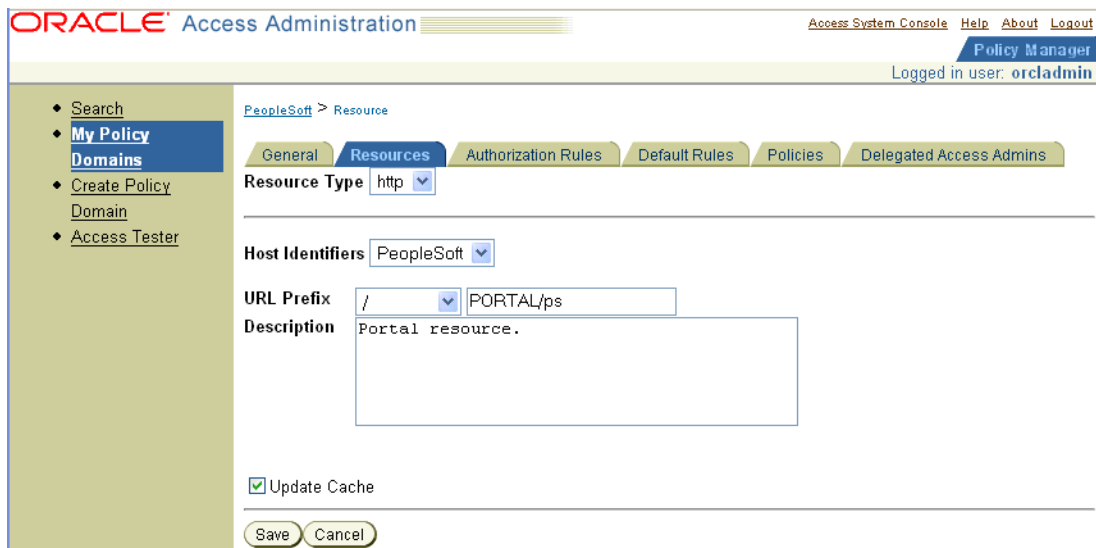 ORACLE Access Administration
Access System Console Help About Logout
Policy Manager
Logged in user: orcladmin
Search
My Policy
Domains
Create Policy
Domain
Access Tester
PeopleSoft > Resource
General Resources Authorization Rules Default Rules Policies Delegated Access Admins
Resource Type http
Host Identifiers PeopleSoft
URL Prefix / PORTAL/ps
Description Portal resource.
Update Cache
Save Cancel